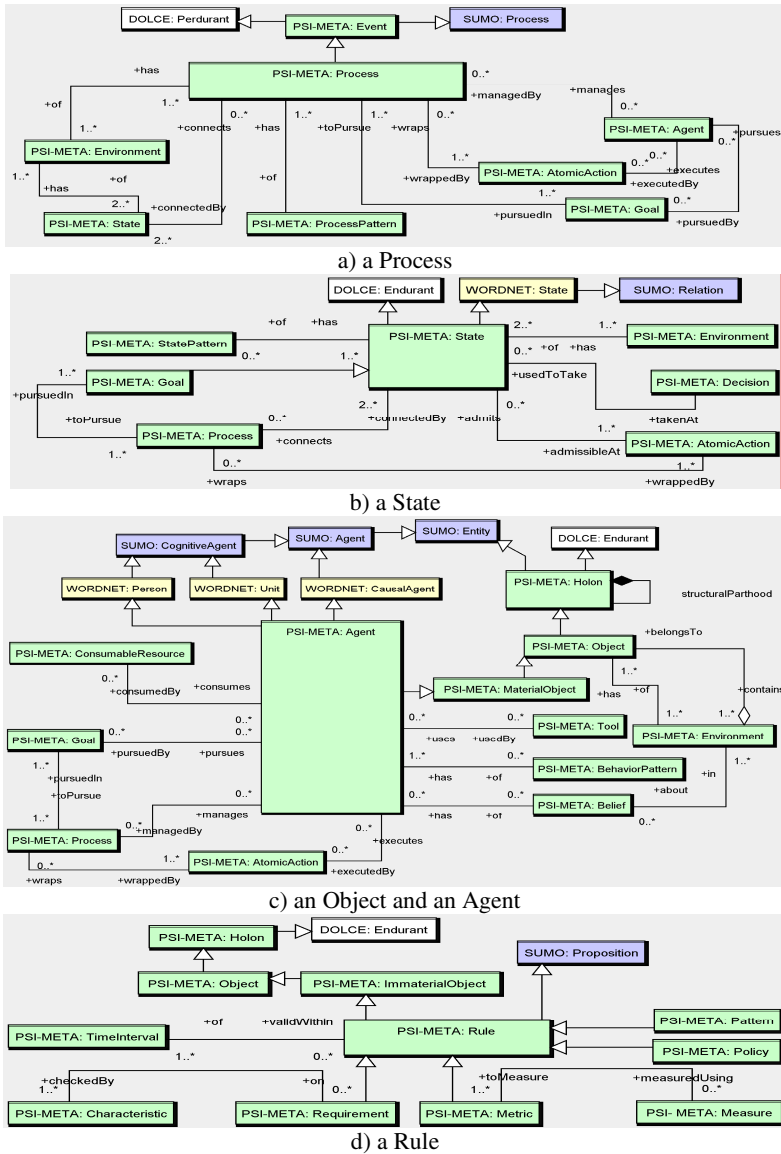 DOLCE: Perdurant
PSI-META: Event
SUMO: Process
+has
PSI-META: Process
0..*
+managedBy
+manages
+of
1..*
0..*
1..*
1..*
0..*
0..*
1..*
+connects
+has
+toPursue
+wraps
PSI-META: Agent
+pursues
0..*
PSI-META: Environment
1..*
0..*
0..*
+executes
1..*
+of
+wrappedBy
PSI-META: AtomicAction
+executedBy
+has
+of
1..*
2..*
+connectedBy
PSI-META: Goal
0..*
PSI-META: State
PSI-META: ProcessPattern
+pursuedIn
+pursuedBy
2..*
a) a Process
DOLCE: Endurant
WORDNET: State
SUMO: Relation
+of
+has
PSI-META: State
2..*
1..*
PSI-META: Environment
PSI-META: StatePattern
+of
+has
0..*
1..*
0..*
1..*
PSI-META: Goal
+usedToTake
PSI-META: Decision
+pursuedIn
+toPursue
0..*
2..*
+connectedBy
+admits
0..*
+takenAt
PSI-META: Process
+connects
1..*
PSI-META: AtomicAction
1..*
+admissibleAt
0..*
1..*
+wraps
+wrappedBy
b) a State
SUMO: CognitiveAgent
SUMO: Agent
SUMO: Entity
DOLCE: Endurant
WORDNET: Person
WORDNET: Unit
WORDNET: CausalAgent
PSI-META: Holon
structuralParthood
PSI-META: Agent
+belongsTo
PSI-META: ConsumableResource
PSI-META: Object
0..*
+consumedBy
+consumes
PSI-META: MaterialObject
1..*
+has
+of
+contains
0..*
0..*
0..*
1..*
1..*
PSI-META: Goal
0..*
0..*
+uses
+usedBy
PSI-META: Tool
PSI-META: Environment
1..*
+pursuedBy
+pursues
1..*
+pursuedIn
+has
+of
PSI-META: BehaviorPattern
+in
1..*
+toPursue
0..*
0..*
0..*
+about
1..*
0..*
+managedBy
+manages
+has
+of
PSI-META: Belief
0..*
PSI-META: Process
0..*
+executes
0..*
1..*
PSI-META: AtomicAction
0..*
+wraps
+wrappedBy
+executedBy
c) an Object and an Agent
PSI-META: Holon
DOLCE: Endurant
SUMO: Proposition
PSI-META: Object
PSI-META: ImmaterialObject
+of
+validWithin
PSI-META: Rule
PSI-META: Pattern
PSI-META: TimeInterval
1..*
0..*
PSI-META: Policy
+checkedBy
+on
+toMeasure
+measuredUsing
1..*
0..*
1..*
0..*
PSI-META: Characteristic
PSI-META: Requirement
PSI-META: Metric
PSI- META: Measure
d) a Rule